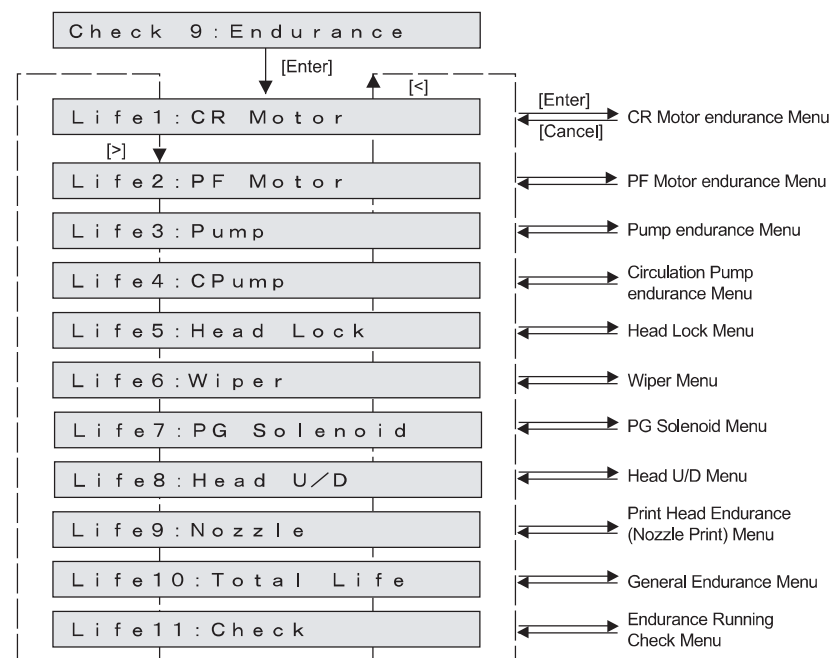 Check 9:Endurance
[Enter]
[<]
Life1:CR Motor
[Enter]
[Cancel]
CR Motor endurance Menu
[>]
Life2:PF Motor
PF Motor endurance Menu
Life3:Pump
Pump endurance Menu
Life4:CPump
Circulation Pump
endurance Menu
Life5:Head Lock
Head Lock Menu
Life6:Wiper
Wiper Menu
Life7:PG Solenoid
PG Solenoid Menu
Life8:Head U/D
Head U/D Menu
Life9:Nozzle
Print Head Endurance
(Nozzle Print) Menu
Life10:Total Life
General Endurance Menu
Life11:Check
Endurance Running
Check Menu